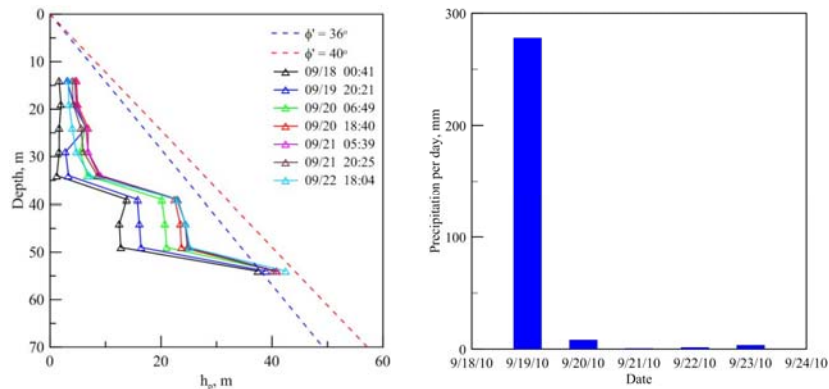 0
10
20
30
40
50
60
70
Depth, m
0 20 40 60
hp, m
ϕ' = 36°
ϕ' = 40°
09/18 00:41
09/19 20:21
09/20 06:49
09/20 18:40
09/21 05:39
09/21 20:25
09/22 18:04
300
200
100
0
Precipitation per day, mm
9/18/10 9/19/10 9/20/10 9/21/10 9/22/10 9/23/10 9/24/10
Date